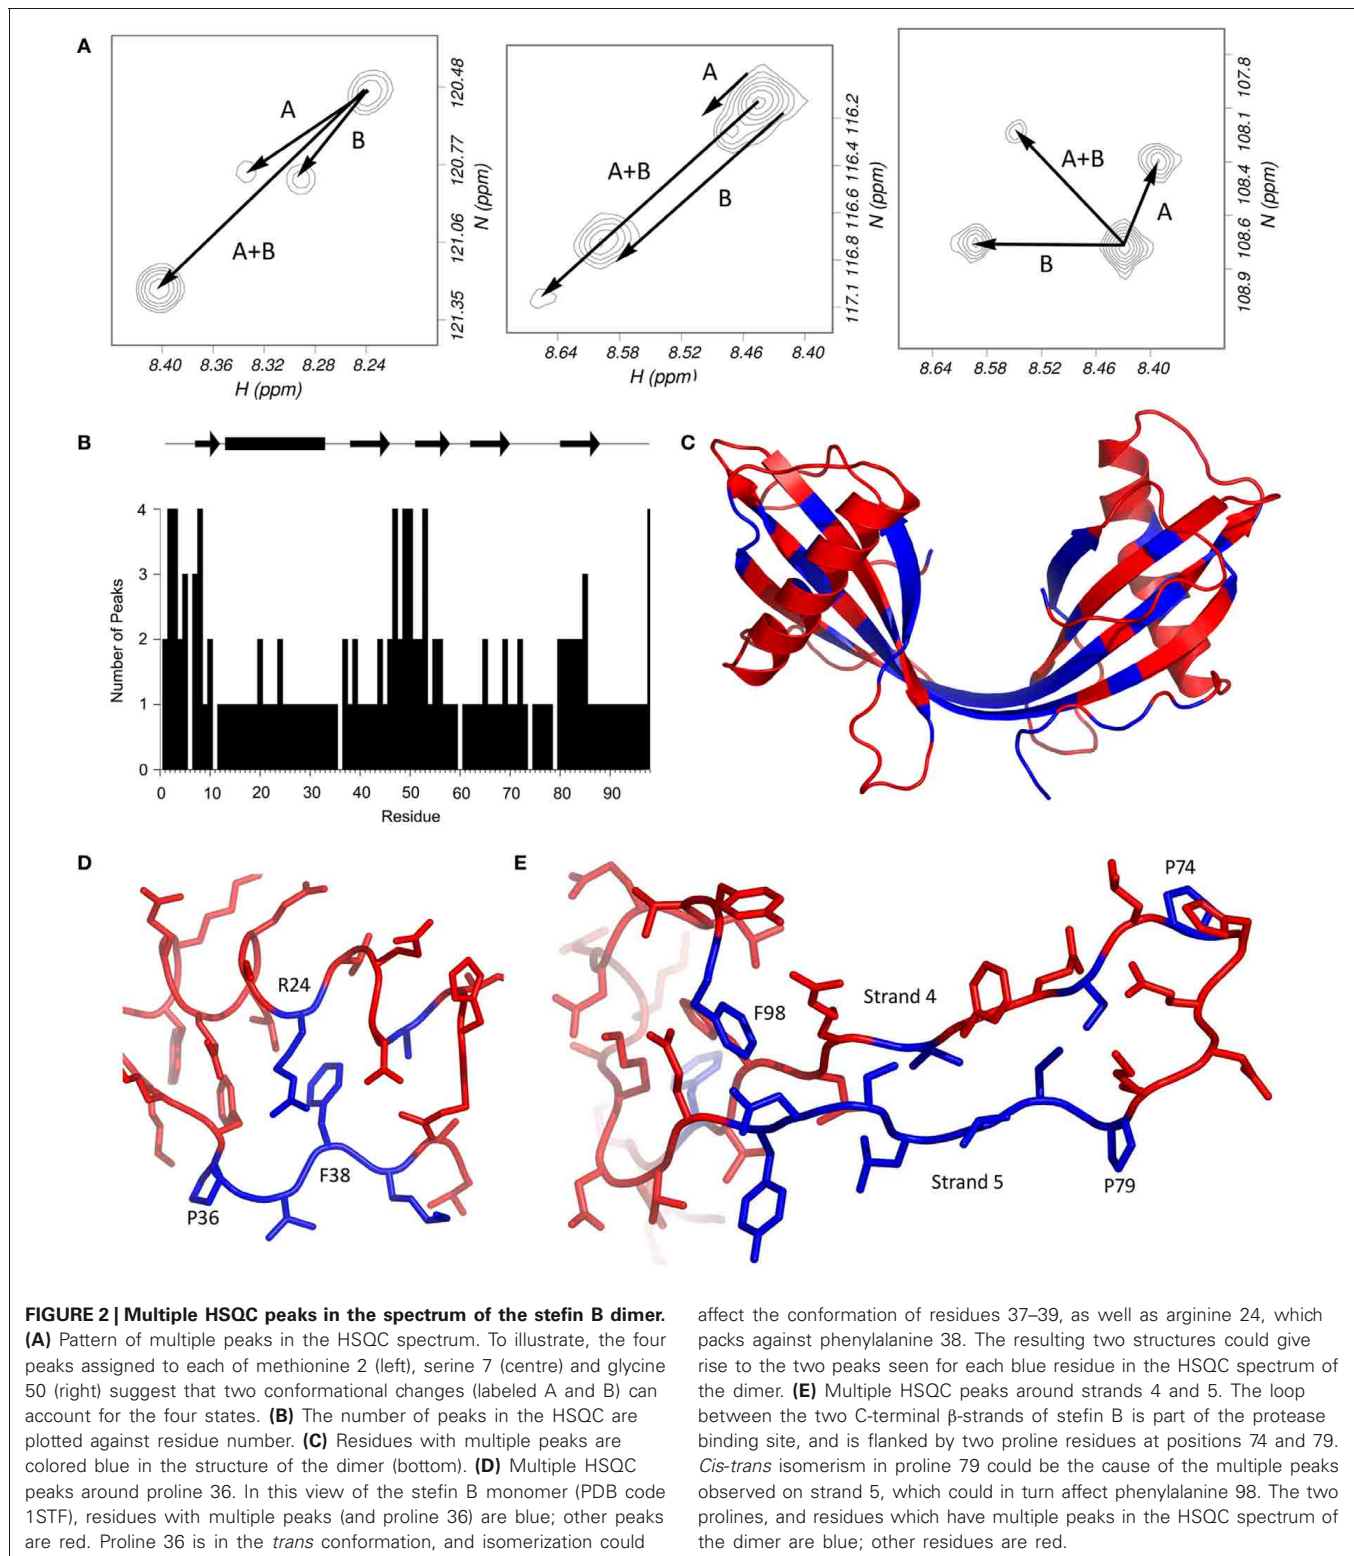 A
A
B
A+B
120.48
120.77
121.06
121.35
N (ppm)
8.40 8.36 8.32 8.28 8.24
H (ppm)
A
A+B
B
116.2
116.4
116.6
116.8
117.1
N (ppm)
8.64 8.58 8.52 8.46 8.40
H (ppm)
A+B
A
B
107.8
108.1
108.4
108.6
108.9
N (ppm)
8.64 8.58 8.52 8.46 8.40
B
4
3
2
1
0
Number of Peaks
0 10 20 30 40 50 60 70 80 90
Residue
C
D
R24
F38
P36
E
P74
Strand 4
F98
Strand 5
P79
FIGURE 2 | Multiple HSQC peaks in the spectrum of the stefin B dimer.
(A) Pattern of multiple peaks in the HSQC spectrum. To illustrate, the four
peaks assigned to each of methionine 2 (left), serine 7 (centre) and glycine
50 (right) suggest that two conformational changes (labeled A and B) can
account for the four states. (B) The number of peaks in the HSQC are
plotted against residue number. (C) Residues with multiple peaks are
colored blue in the structure of the dimer (bottom). (D) Multiple HSQC
peaks around proline 36. In this view of the stefin B monomer (PDB code
1STF), residues with multiple peaks (and proline 36) are blue; other peaks
are red. Proline 36 is in the trans conformation, and isomerization could
affect the conformation of residues 37–39, as well as arginine 24, which
packs against phenylalanine 38. The resulting two structures could give
rise to the two peaks seen for each blue residue in the HSQC spectrum of
the dimer. (E) Multiple HSQC peaks around strands 4 and 5. The loop
between the two C-terminal β-strands of stefin B is part of the protease
binding site, and is flanked by two proline residues at positions 74 and 79.
Cis-trans isomerism in proline 79 could be the cause of the multiple peaks
observed on strand 5, which could in turn affect phenylalanine 98. The two
prolines, and residues which have multiple peaks in the HSQC spectrum of
the dimer are blue; other residues are red.